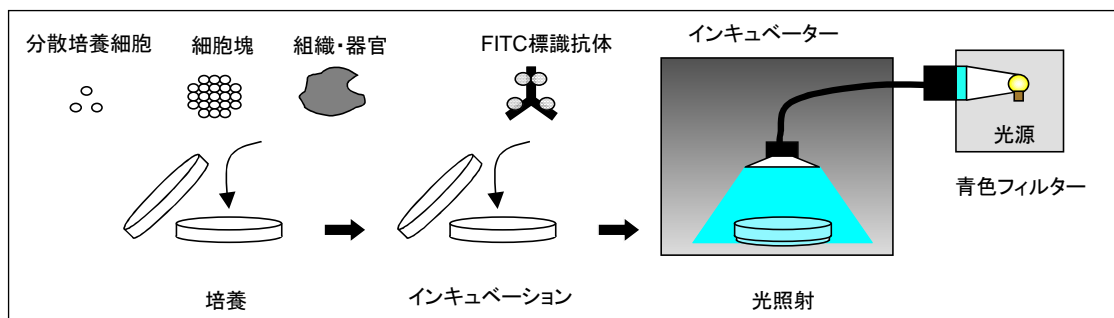 分散培養細胞
細胞塊
組織・器官
FITC標識抗体
インキュベーター
光源
青色フィルター
培養
インキュベーション
光照射